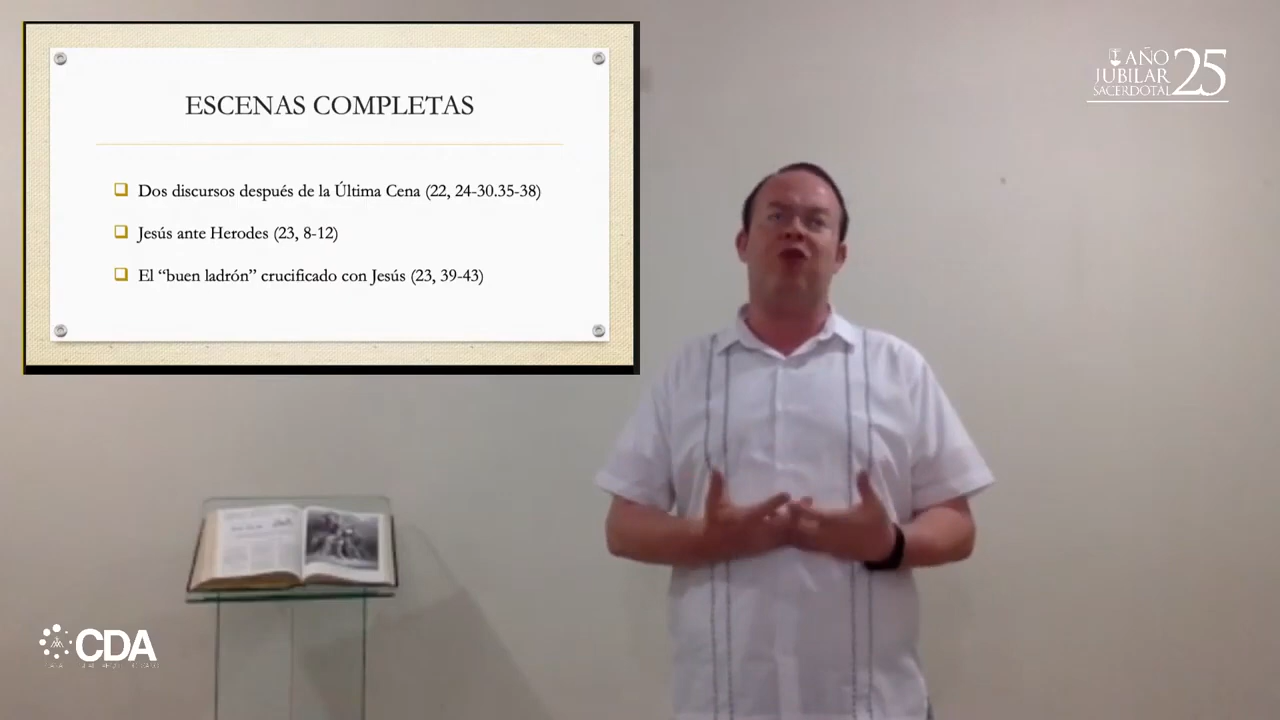 ESCENAS COMPLETAS
Dos discursos después de la Última Cena (22, 24-30.35-38)
Jesús ante Herodes (23, 8-12)
El “buen ladrón” crucificado con Jesús (23, 39-43)
AÑO
JUBILAR
SACERDOTAL
25
CDA